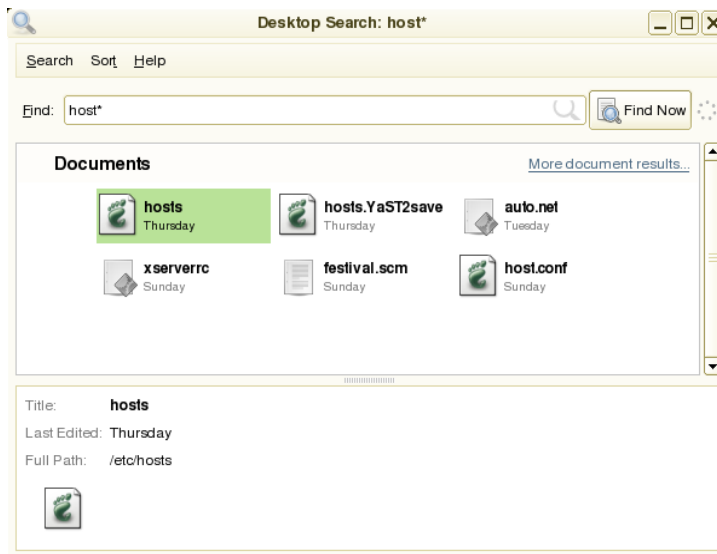 Desktop Search: host*
Search Sort Help
Find: host* Find Now
Documents More document results...
hosts hosts.YaST2save auto.net
Thursday Thursday Tuesday
xserverrc festival.scm host.conf
Sunday Sunday Sunday
Title: hosts
Last Edited: Thursday
Full Path: /etc/hosts